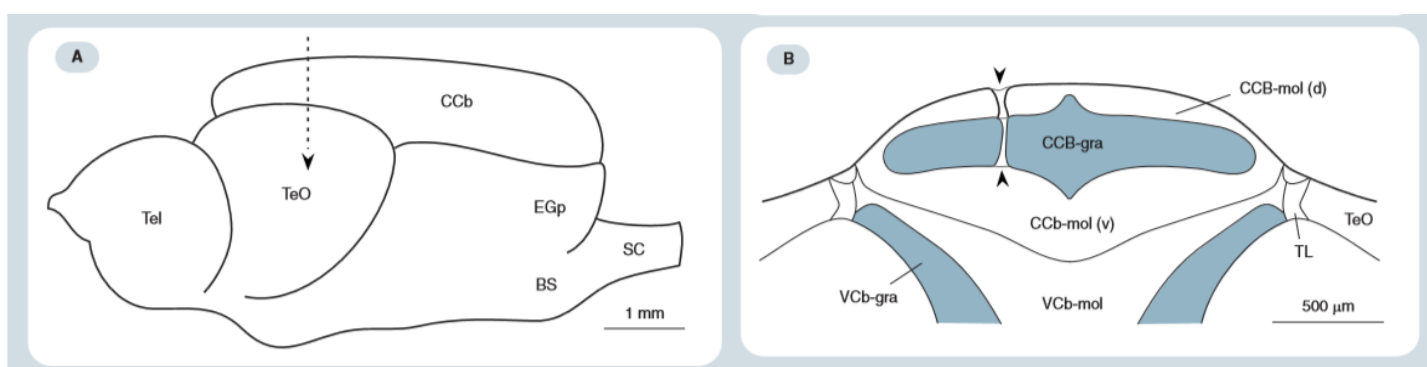 A
CCb
TeO
Tel
EGp
SC
BS
1 mm
B
CCB-mol (d)
CCB-gra
CCb-mol (v)
TeO
TL
VCb-gra
VCb-mol
500 µm